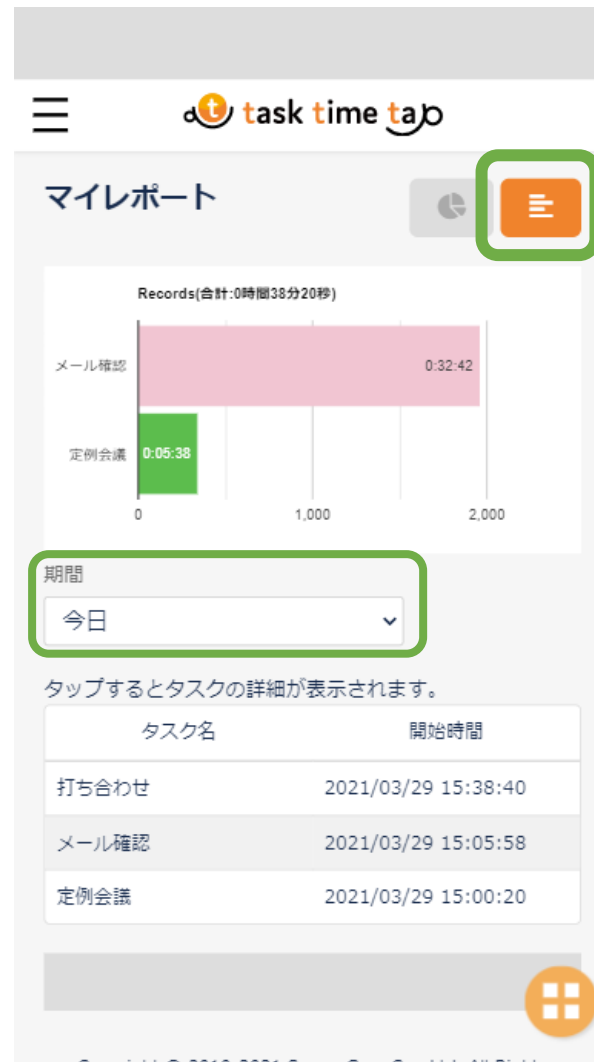 task time tap
マイレポート
Records(合計:0時間38分20秒)
メール確認 0:32:42
定例会議 0:05:38
0 1,000 2,000
期間
今日
タップするとタスクの詳細が表示されます。
タスク名 開始時間
打ち合わせ 2021/03/29 15:38:40
メール確認 2021/03/29 15:05:58
定例会議 2021/03/29 15:00:20